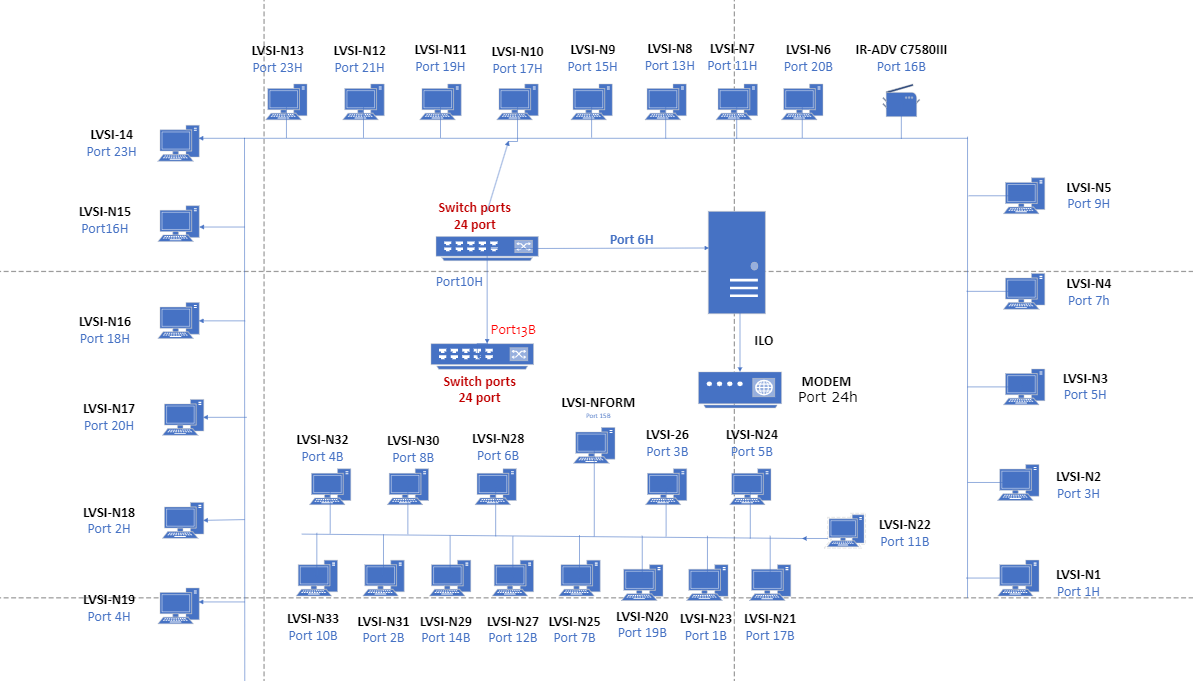 LVSI-N13
Port 23H
LVSI-N12
Port 21H
LVSI-N11
Port 19H
LVSI-N10
Port 17H
LVSI-N9
Port 15H
LVSI-N8
Port 13H
LVSI-N7
Port 11H
LVSI-N6
Port 20B
IR-ADV C7580III
Port 16B
LVSI-14
Port 23H
LVSI-N15
Port16H
LVSI-N16
Port 18H
LVSI-N17
Port 20H
LVSI-N18
Port 2H
LVSI-N19
Port 4H
Switch ports
24 port
Port 6H
Port10H
Port13B
Switch ports
24 port
ILO
MODEM
Port 24h
LVSI-N5
Port 9H
LVSI-N4
Port 7h
LVSI-N3
Port 5H
LVSI-N2
Port 3H
LVSI-N1
Port 1H
LVSI-NFORM
Port 15B
LVSI-N32
Port 4B
LVSI-N30
Port 8B
LVSI-N28
Port 6B
LVSI-26
Port 3B
LVSI-N24
Port 5B
LVSI-N22
Port 11B
LVSI-N33
Port 10B
LVSI-N31
Port 2B
LVSI-N29
Port 14B
LVSI-N27
Port 12B
LVSI-N25
Port 7B
LVSI-N20
Port 19B
LVSI-N23
Port 1B
LVSI-N21
Port 17B